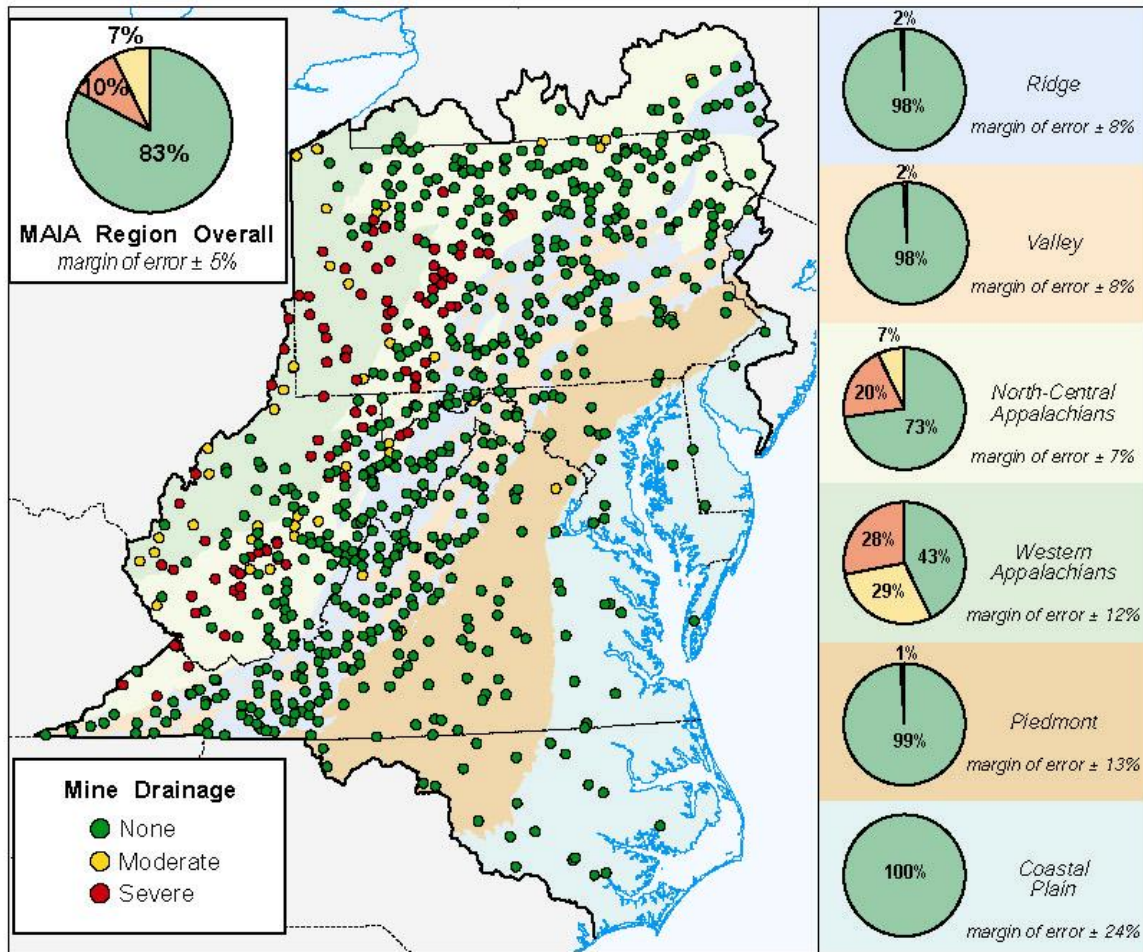 7%
10%
83%
MAIA Region Overall
margin of error ± 5%
Mine Drainage
None
Moderate
Severe
2%
98%
Ridge
margin of error ± 8%
2%
98%
Valley
margin of error ± 8%
7%
20%
73%
North-Central
Appalachians
margin of error ± 7%
28%
43%
29%
Western
Appalachians
margin of error ± 12%
1%
99%
Piedmont
margin of error ± 13%
100%
Coastal
Plain
margin of error ± 24%